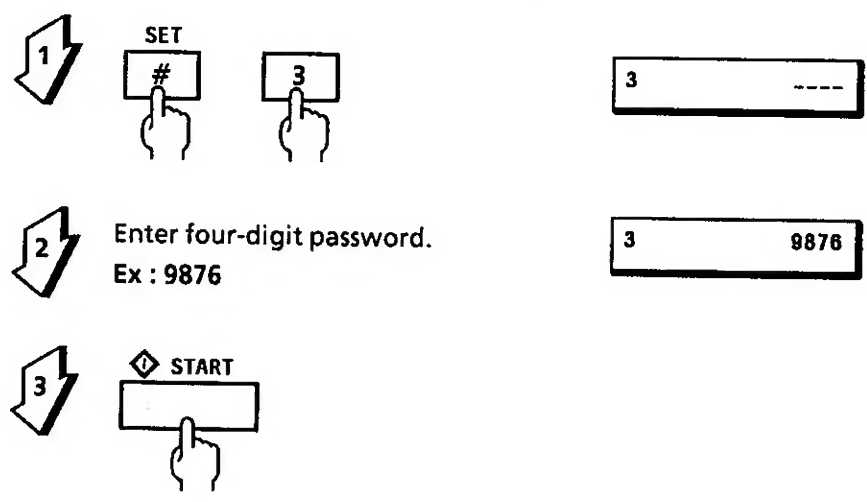 1
SET
#
3
3 ----
2
Enter four-digit password.
Ex : 9876
3 9876
3
START